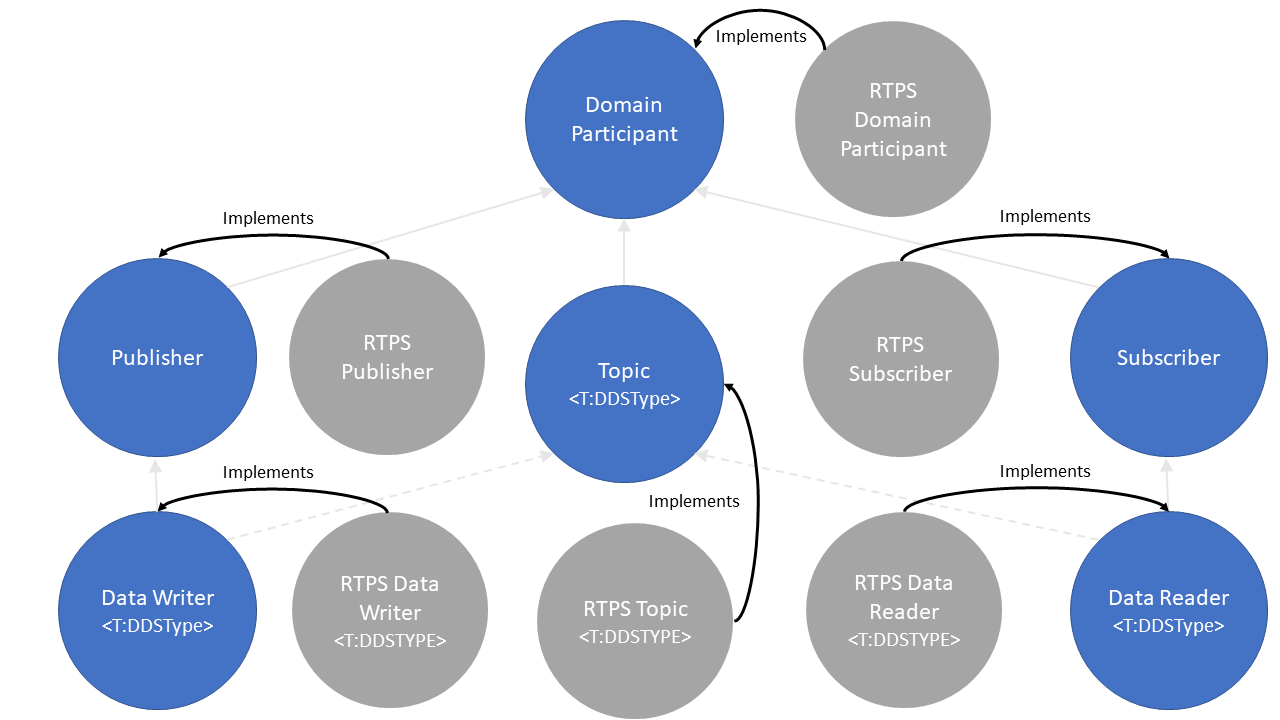 Implements
Domain
Participant
RTPS
Domain
Participant
Implements
Implements
Publisher
RTPS
Publisher
Topic
<T:DDSType>
RTPS
Subscriber
Subscriber
Implements
Implements
Implements
Data Writer
<T:DDSType>
RTPS Data
Writer
<T:DDSTYPE>
RTPS Topic
<T:DDSTYPE>
RTPS Data
Reader
<T:DDSTYPE>
Data Reader
<T:DDSType>